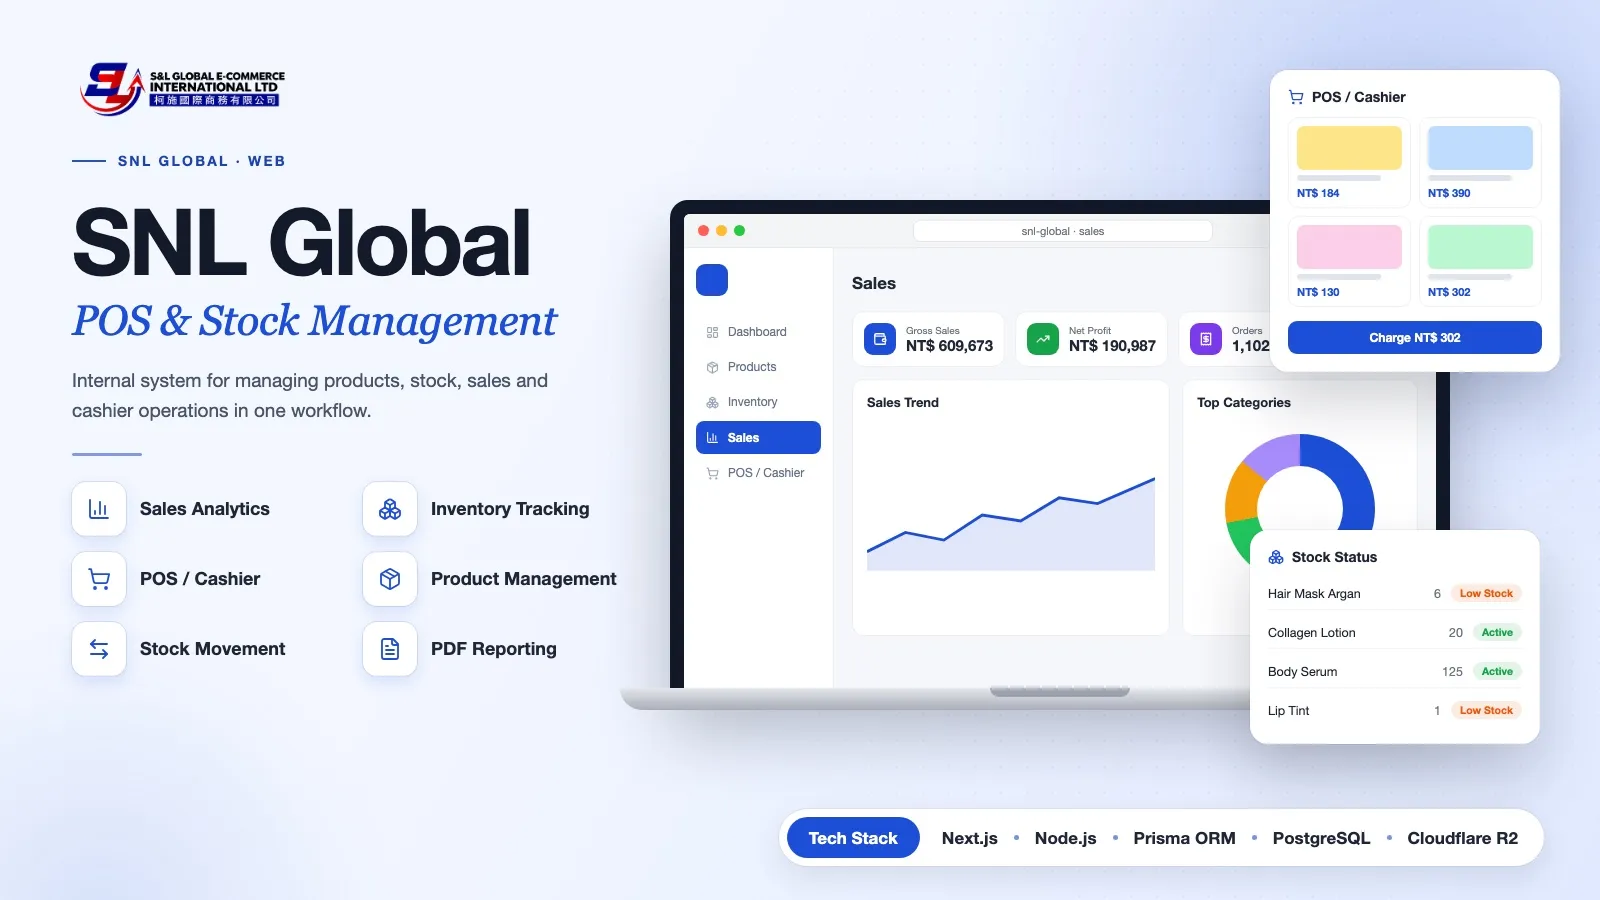 S&L GLOBAL E-COMMERCE
INTERNATIONAL LTD
柯施國際商務有限公司
SNL GLOBAL · WEB
SNL Global
POS & Stock Management
Internal system for managing products, stock, sales and
cashier operations in one workflow.
Sales Analytics
Inventory Tracking
POS / Cashier
Product Management
Stock Movement
PDF Reporting
snl-global · sales
Dashboard
Products
Inventory
Sales
POS / Cashier
Sales
Gross Sales
NT$ 609,673
Net Profit
NT$ 190,987
Orders
1,102
Sales Trend
Top Categories
POS / Cashier
NT$ 184
NT$ 390
NT$ 130
NT$ 302
Charge NT$ 302
Stock Status
Hair Mask Argan 6 Low Stock
Collagen Lotion 20 Active
Body Serum 125 Active
Lip Tint 1 Low Stock
Tech Stack Next.js • Node.js • Prisma ORM • PostgreSQL • Cloudflare R2